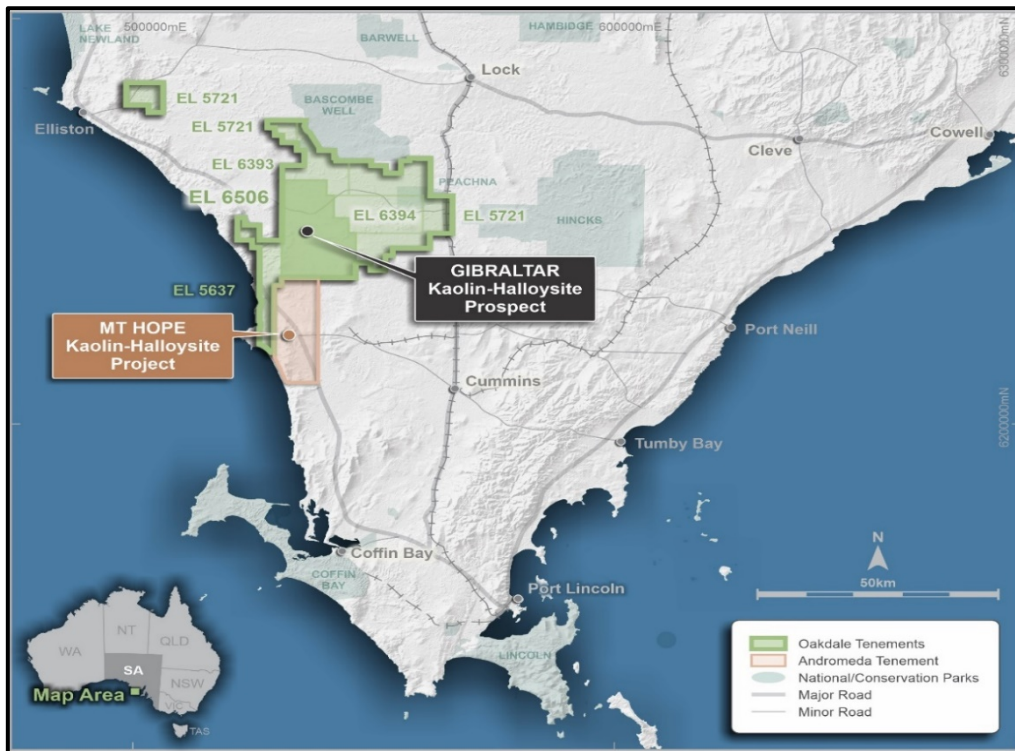 LAKE
NEWLAND
500000mE
BARWELL
HAMBIDGE
600000mE
6300000mN
Lock
EL 5721
BASCOMBE
WELL
Elliston
EL 5721
Cleve
Cowell
EL 6393
PEACHNA
EL 6506
EL 6394
EL 5721
HINCKS
GIBRALTAR
Kaolin-Halloysite
Prospect
EL 5637
MT HOPE
Kaolin-Halloysite
Project
Port Neill
Cummins
6200000mN
Tumby Bay
Coffin Bay
COFFIN
BAY
Port Lincoln
LINCOLN
N
50km
WA
NT
QLD
SA
NSW
VIC
TAS
Map Area
Oakdale Tenements
Andromeda Tenement
National/Conservation Parks
Major Road
Minor Road